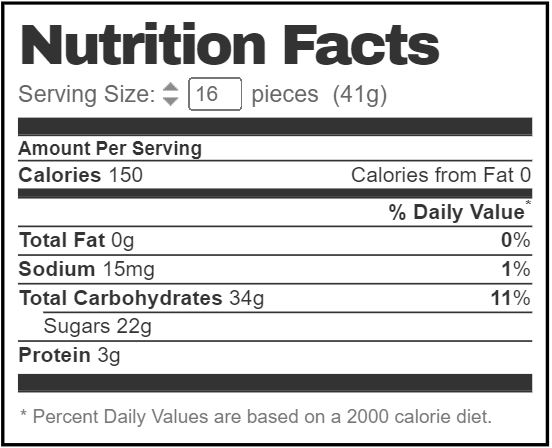 Nutrition Facts
Serving Size: 16 pieces (41g)
Amount Per Serving
Calories 150 Calories from Fat 0
% Daily Value*
Total Fat 0g 0%
Sodium 15mg 1%
Total Carbohydrates 34g 11%
Sugars 22g
Protein 3g
* Percent Daily Values are based on a 2000 calorie diet.